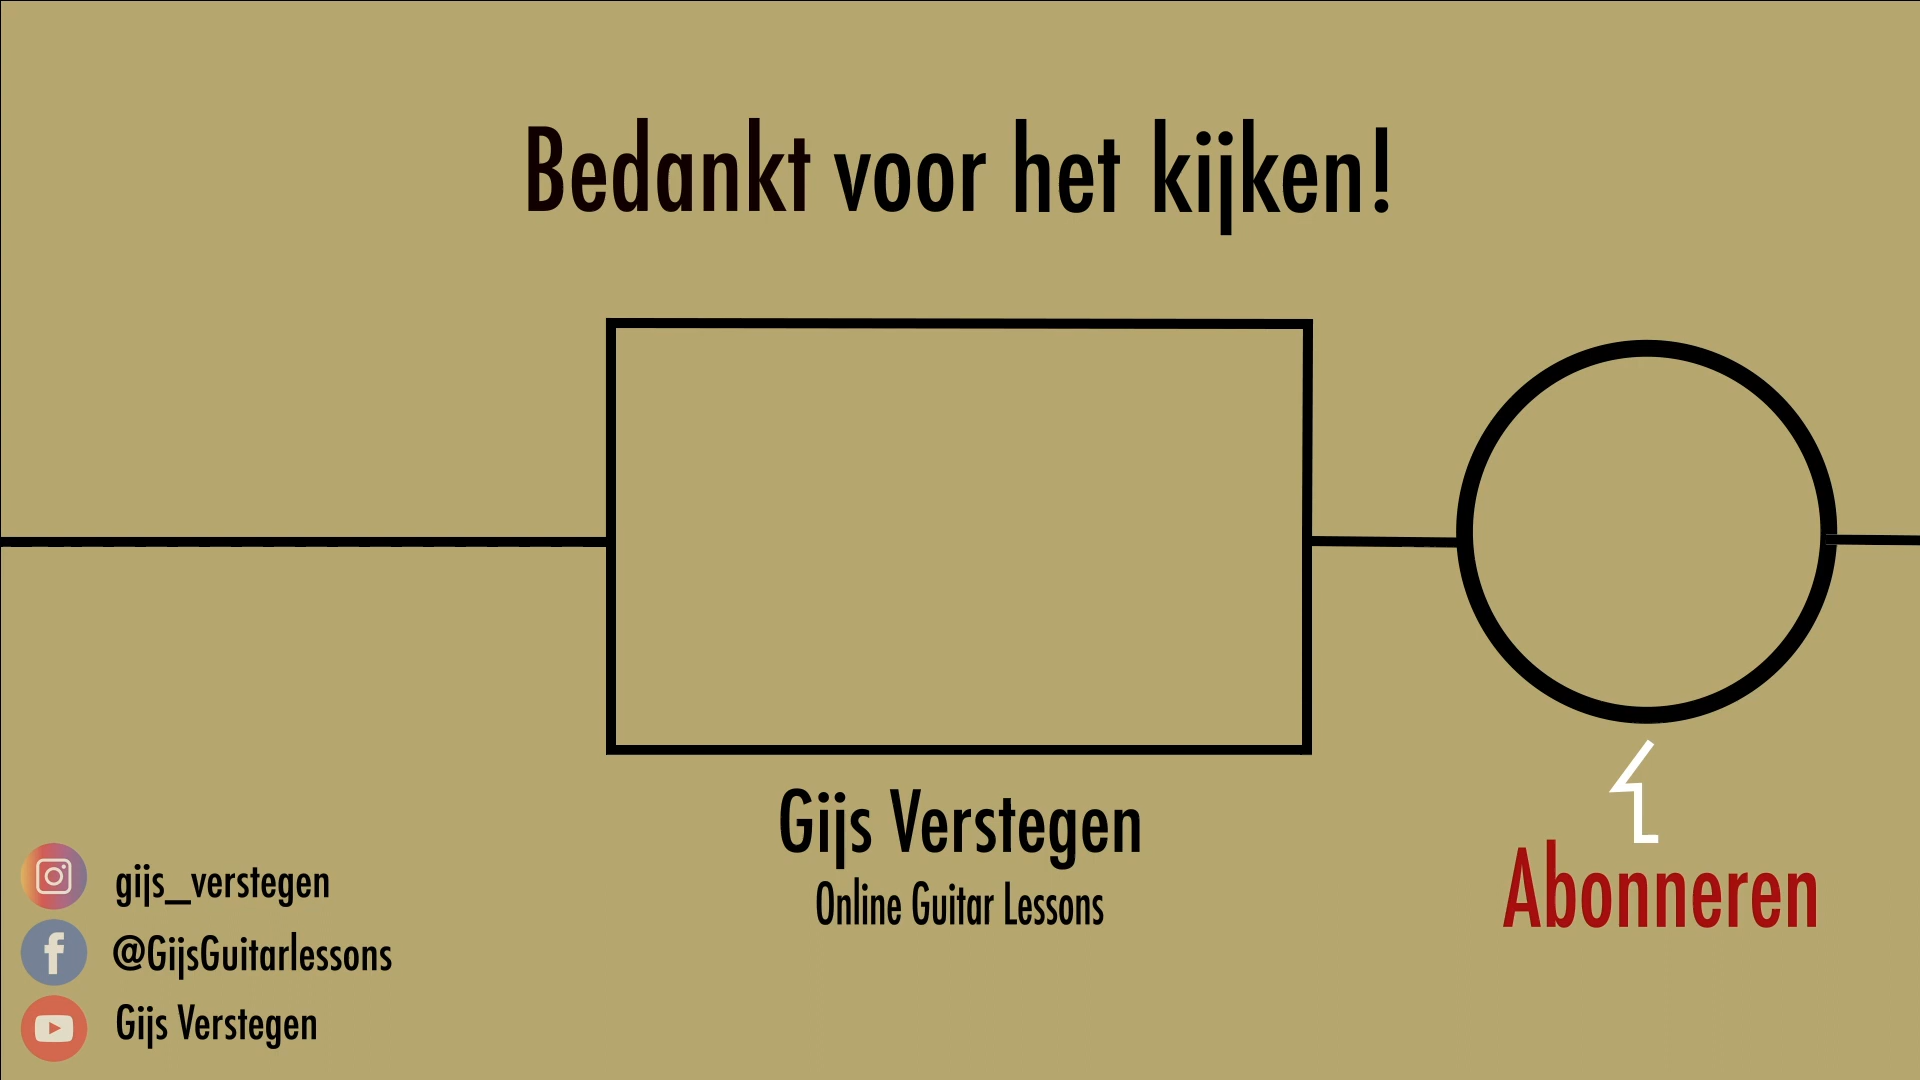 Bedankt voor het kijken!
Gijs Verstegen
Online Guitar Lessons
Abonneren
gijs_verstegen
@GijsGuitarlessons
Gijs Verstegen